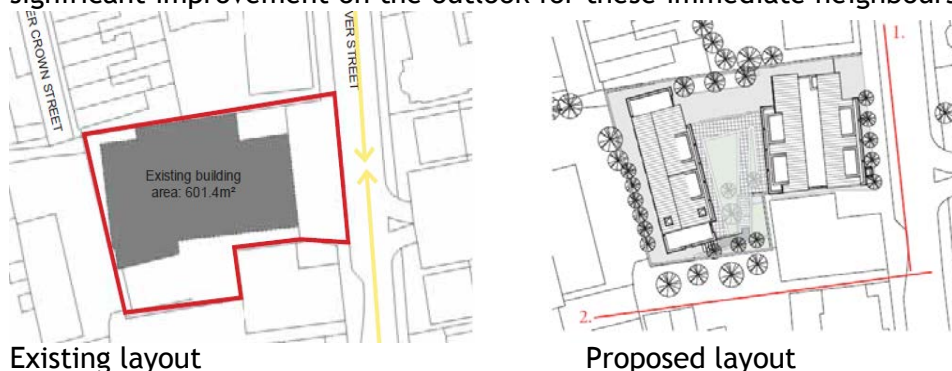 significant improvement on the outlook for these immediate neighbours
ER CROWN STREET
VER STREET
Existing building
area: 601.4m²
1.
2.
Existing layout
Proposed layout